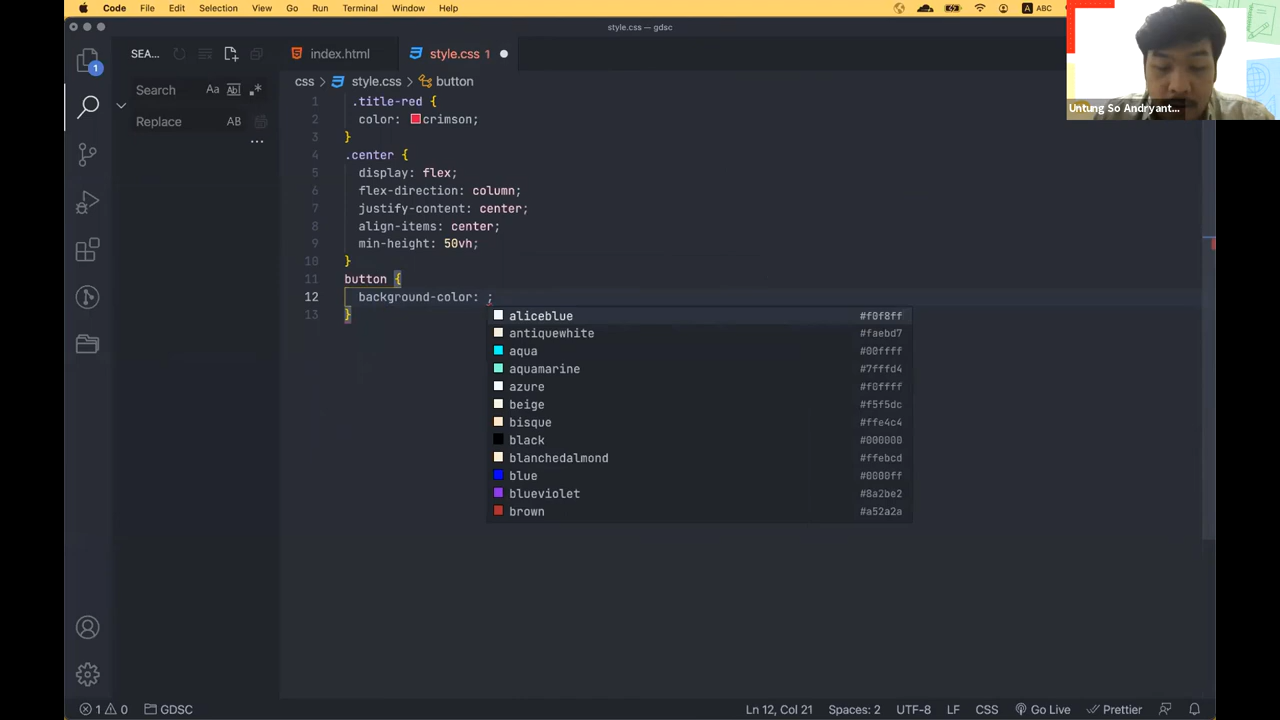 Code File Edit Selection View Go Run Terminal Window Help A ABC
style.css — gdsc
SEA... index.html style.css 1
1
css style.css button
Search Aa Ab
Replace AB
1 .title-red {
2 color: crimson;
3 }
4 .center {
5 display: flex;
6 flex-direction: column;
7 justify-content: center;
8 align-items: center;
9 min-height: 50vh;
10 }
11 button {
12 background-color: ;
13 }
aliceblue #f0f8ff
antiquewhite #faebd7
aqua #00ffff
aquamarine #7fffd4
azure #f0ffff
beige #f5f5dc
bisque #ffe4c4
black #000000
blanchedalmond #ffebcd
blue #0000ff
blueviolet #8a2be2
brown #a52a2a
Untung So Andryant...
1 0 GDSC Ln 12, Col 21 Spaces: 2 UTF-8 LF CSS Go Live Prettier